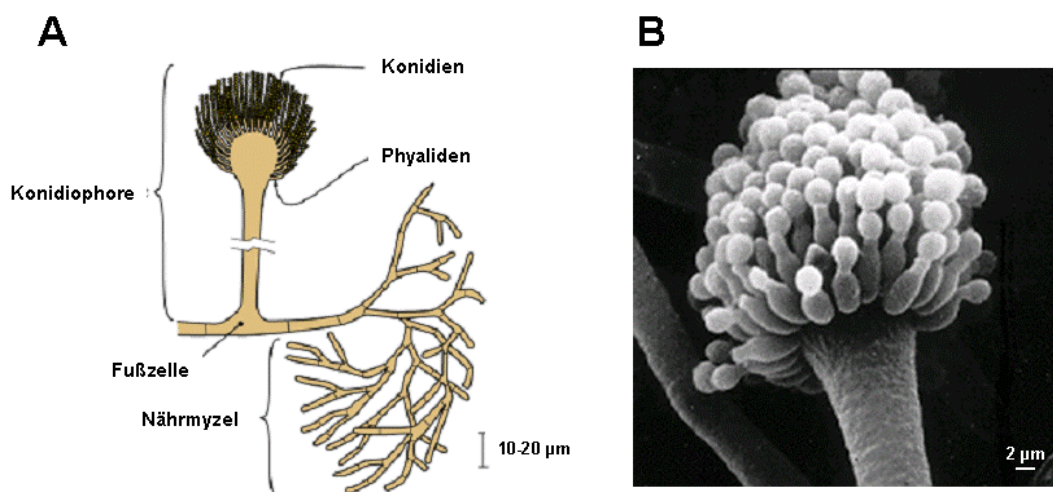 A
B
Konidien
Phyaliden
Konidiophore
Fußzelle
Nährmyzel
10-20 µm
2 µm